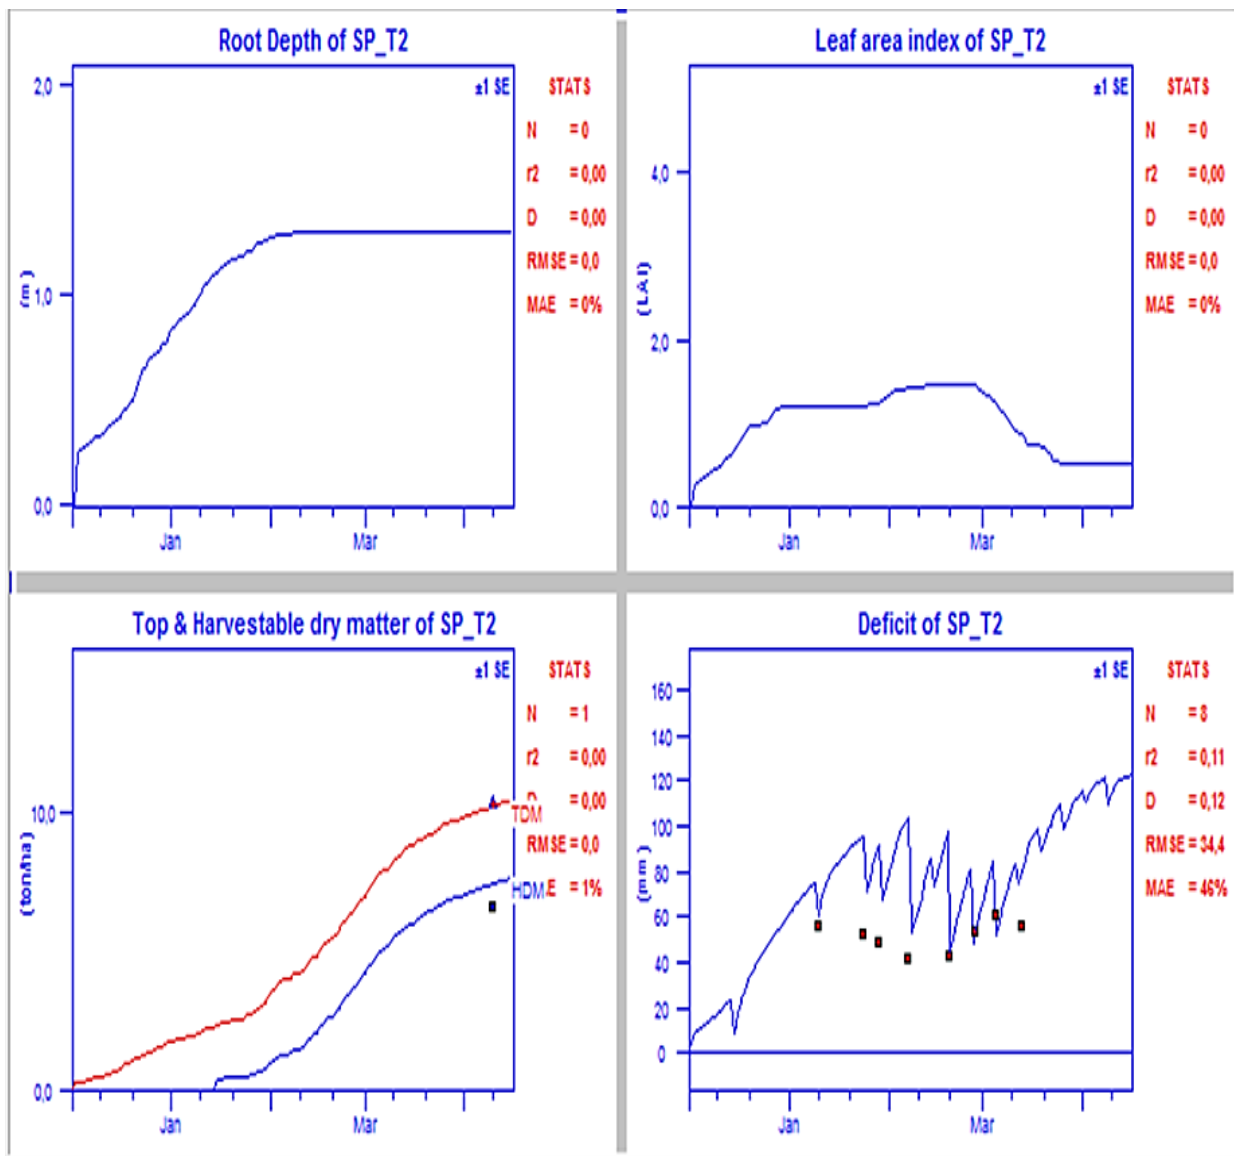 Root Depth of SP_T2
±1 SE
STATS
N = 0
r2 = 0,00
D = 0,00
RMSE = 0,0
MAE = 0%
2,0
1,0
0,0
(m)
Jan
Mar
Leaf area index of SP_T2
±1 SE
STATS
N = 0
r2 = 0,00
D = 0,00
RMSE = 0,0
MAE = 0%
4,0
2,0
0,0
(LAI)
Jan
Mar
Top & Harvestable dry matter of SP_T2
±1 SE
STATS
N = 1
r2 = 0,00
= 0,00
TDM
RMSE = 0,0
HDM
E = 1%
10,0
0,0
(ton/ha)
Jan
Mar
Deficit of SP_T2
±1 SE
STATS
N = 8
r2 = 0,11
D = 0,12
RMSE = 34,4
MAE = 46%
160
140
120
100
80
60
40
20
0
(mm)
Jan
Mar